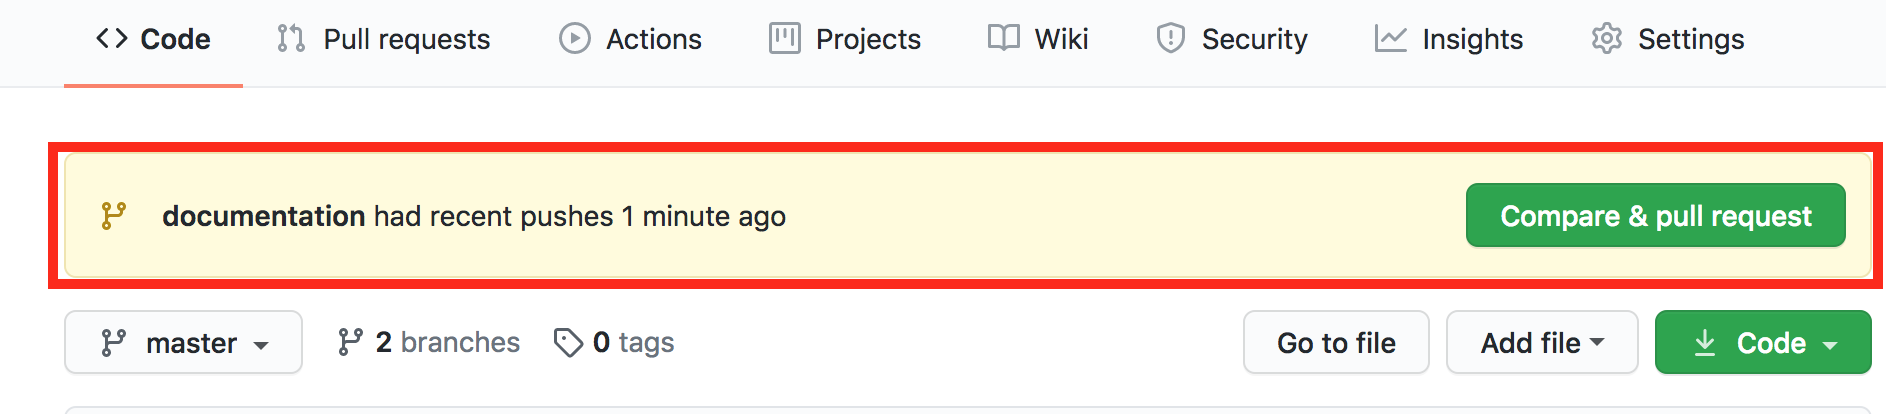 Code Pull requests Actions Projects Wiki Security Insights Settings
documentation had recent pushes 1 minute ago Compare & pull request
master 2 branches 0 tags Go to file Add file Code